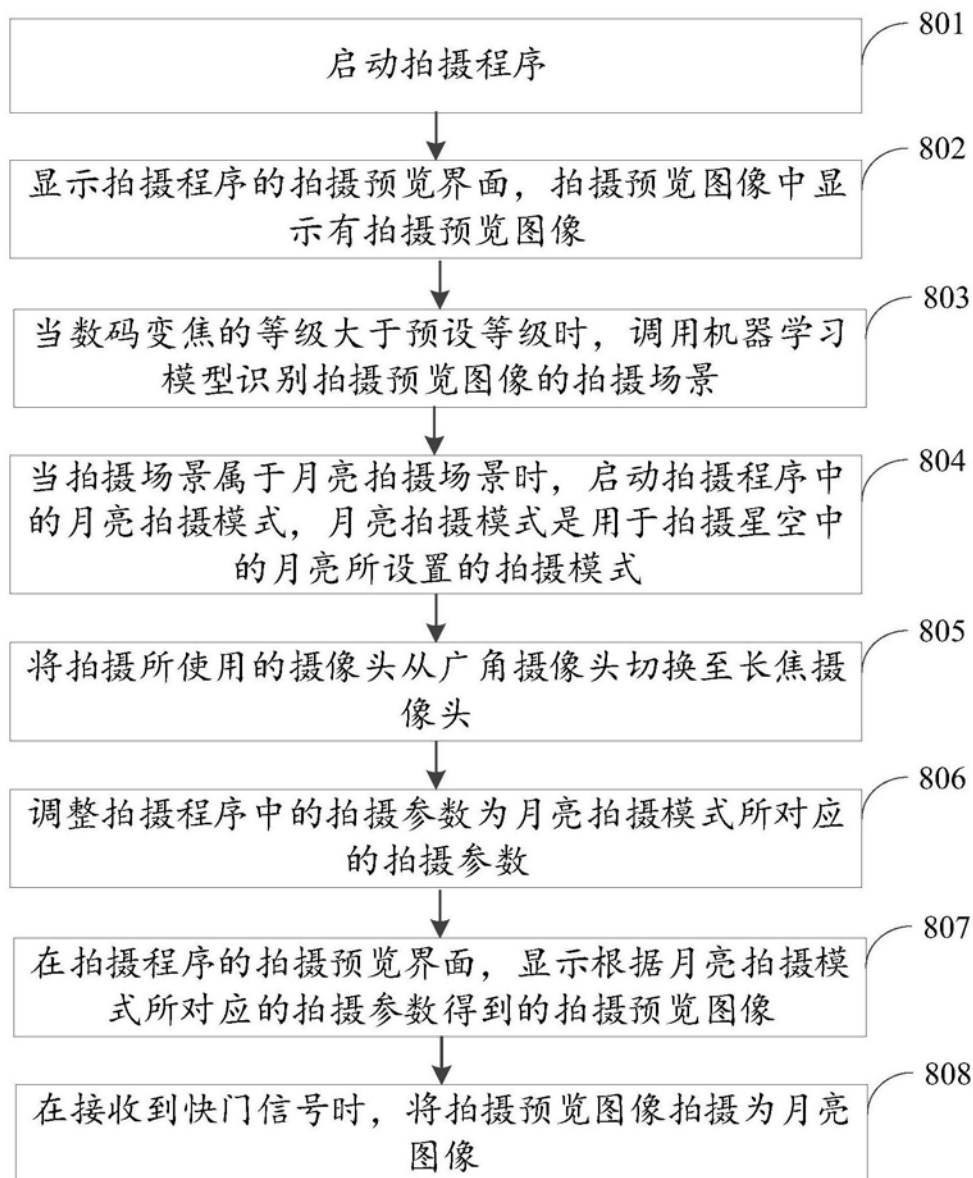 801
启动拍摄程序
802
显示拍摄程序的拍摄预览界面，拍摄预览图像中显
示有拍摄预览图像
803
当数码变焦的等级大于预设等级时，调用机器学习
模型识别拍摄预览图像的拍摄场景
804
当拍摄场景属于月亮拍摄场景时，启动拍摄程序中
的月亮拍摄模式，月亮拍摄模式是用于拍摄星空中
的月亮所设置的拍摄模式
805
将拍摄所使用的摄像头从广角摄像头切换至长焦摄
像头
806
调整拍摄程序中的拍摄参数为月亮拍摄模式所对应
的拍摄参数
807
在拍摄程序的拍摄预览界面，显示根据月亮拍摄模
式所对应的拍摄参数得到的拍摄预览图像
808
在接收到快门信号时，将拍摄预览图像拍摄为月亮
图像